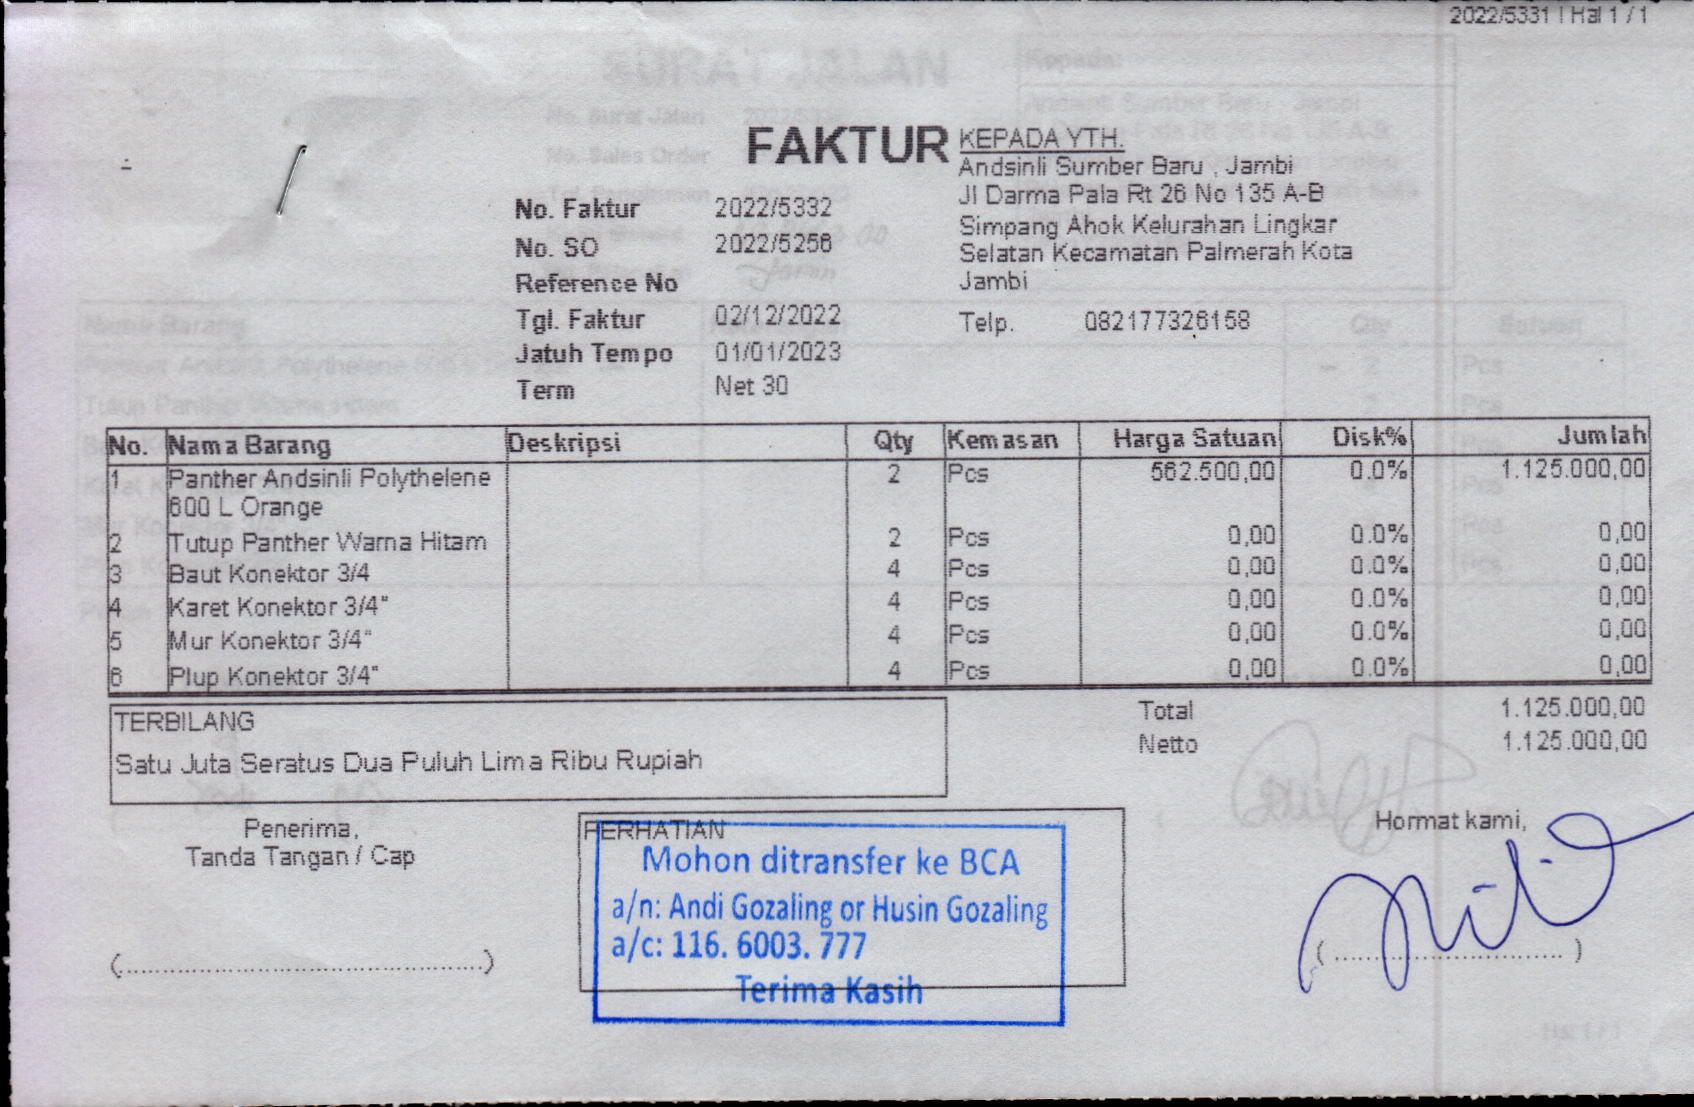 2022/5331 | Hal 1 / 1
FAKTUR
KEPADA YTH.
Andsinli Sumber Baru , Jambi
Jl Darma Pala Rt 26 No 135 A-B
Simpang Ahok Kelurahan Lingkar
Selatan Kecamatan Palmerah Kota
Jambi
Telp. 082177326158
No. Faktur 2022/5332
No. SO 2022/5256
Reference No
Tgl. Faktur 02/12/2022
Jatuh Tempo 01/01/2023
Term Net 30
No. Nama Barang Deskripsi Qty Kemasan Harga Satuan Disk% Jumlah
1 Panther Andsinli Polythelene 2 Pcs 562.500,00 0.0% 1.125.000,00
600 L Orange
2 Tutup Panther Warna Hitam 2 Pcs 0,00 0.0% 0,00
3 Baut Konektor 3/4 4 Pcs 0,00 0.0% 0,00
4 Karet Konektor 3/4" 4 Pcs 0,00 0.0% 0,00
5 Mur Konektor 3/4" 4 Pcs 0,00 0.0% 0,00
6 Plup Konektor 3/4" 4 Pcs 0,00 0.0% 0,00
TERBILANG
Satu Juta Seratus Dua Puluh Lima Ribu Rupiah
Total 1.125.000,00
Netto 1.125.000,00
Penerima,
Tanda Tangan / Cap
(................................................)
PERHATIAN
Mohon ditransfer ke BCA
a/n: Andi Gozaling or Husin Gozaling
a/c: 116. 6003. 777
Terima Kasih
Hormat kami,
(..............................)